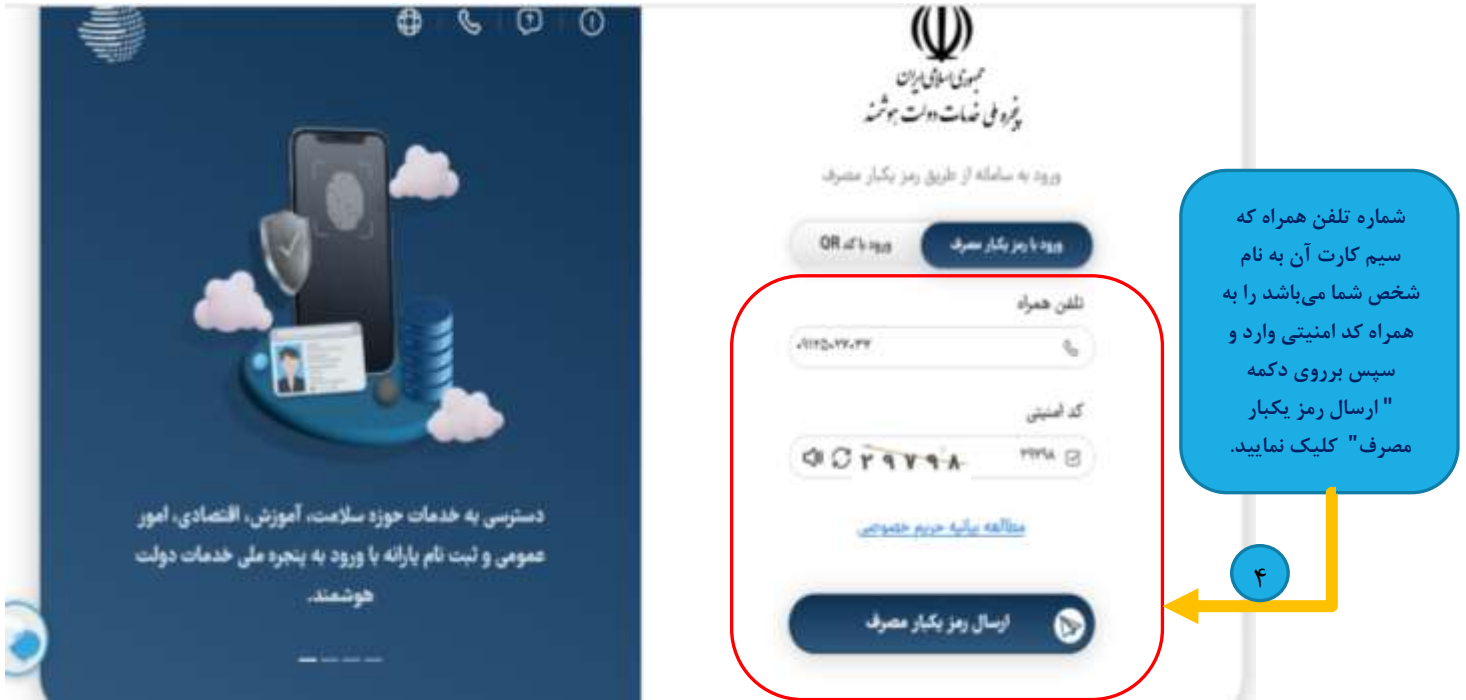 جمهوری اسلامی ایران
پنجره ملی خدمات دولت هوشمند
ورود به سامانه از طریق رمز یکبار مصرف
ورود با رمز یکبار مصرف
ورود با کد QR
تلفن همراه
کد امنیتی
۲۹۷۹۸
۲۹۷۹۸
مطالعه بیانیه حریم خصوصی
ارسال رمز یکبار مصرف
شماره تلفن همراه که
سیم کارت آن به نام
شخص شما می‌باشد را به
همراه کد امنیتی وارد و
سپس برروی دکمه
" ارسال رمز یکبار
مصرف" کلیک نمایید.
۴
دسترسی به خدمات حوزه سلامت، آموزش، اقتصادی، امور
عمومی و ثبت نام یارانه با ورود به پنجره ملی خدمات دولت
هوشمند.